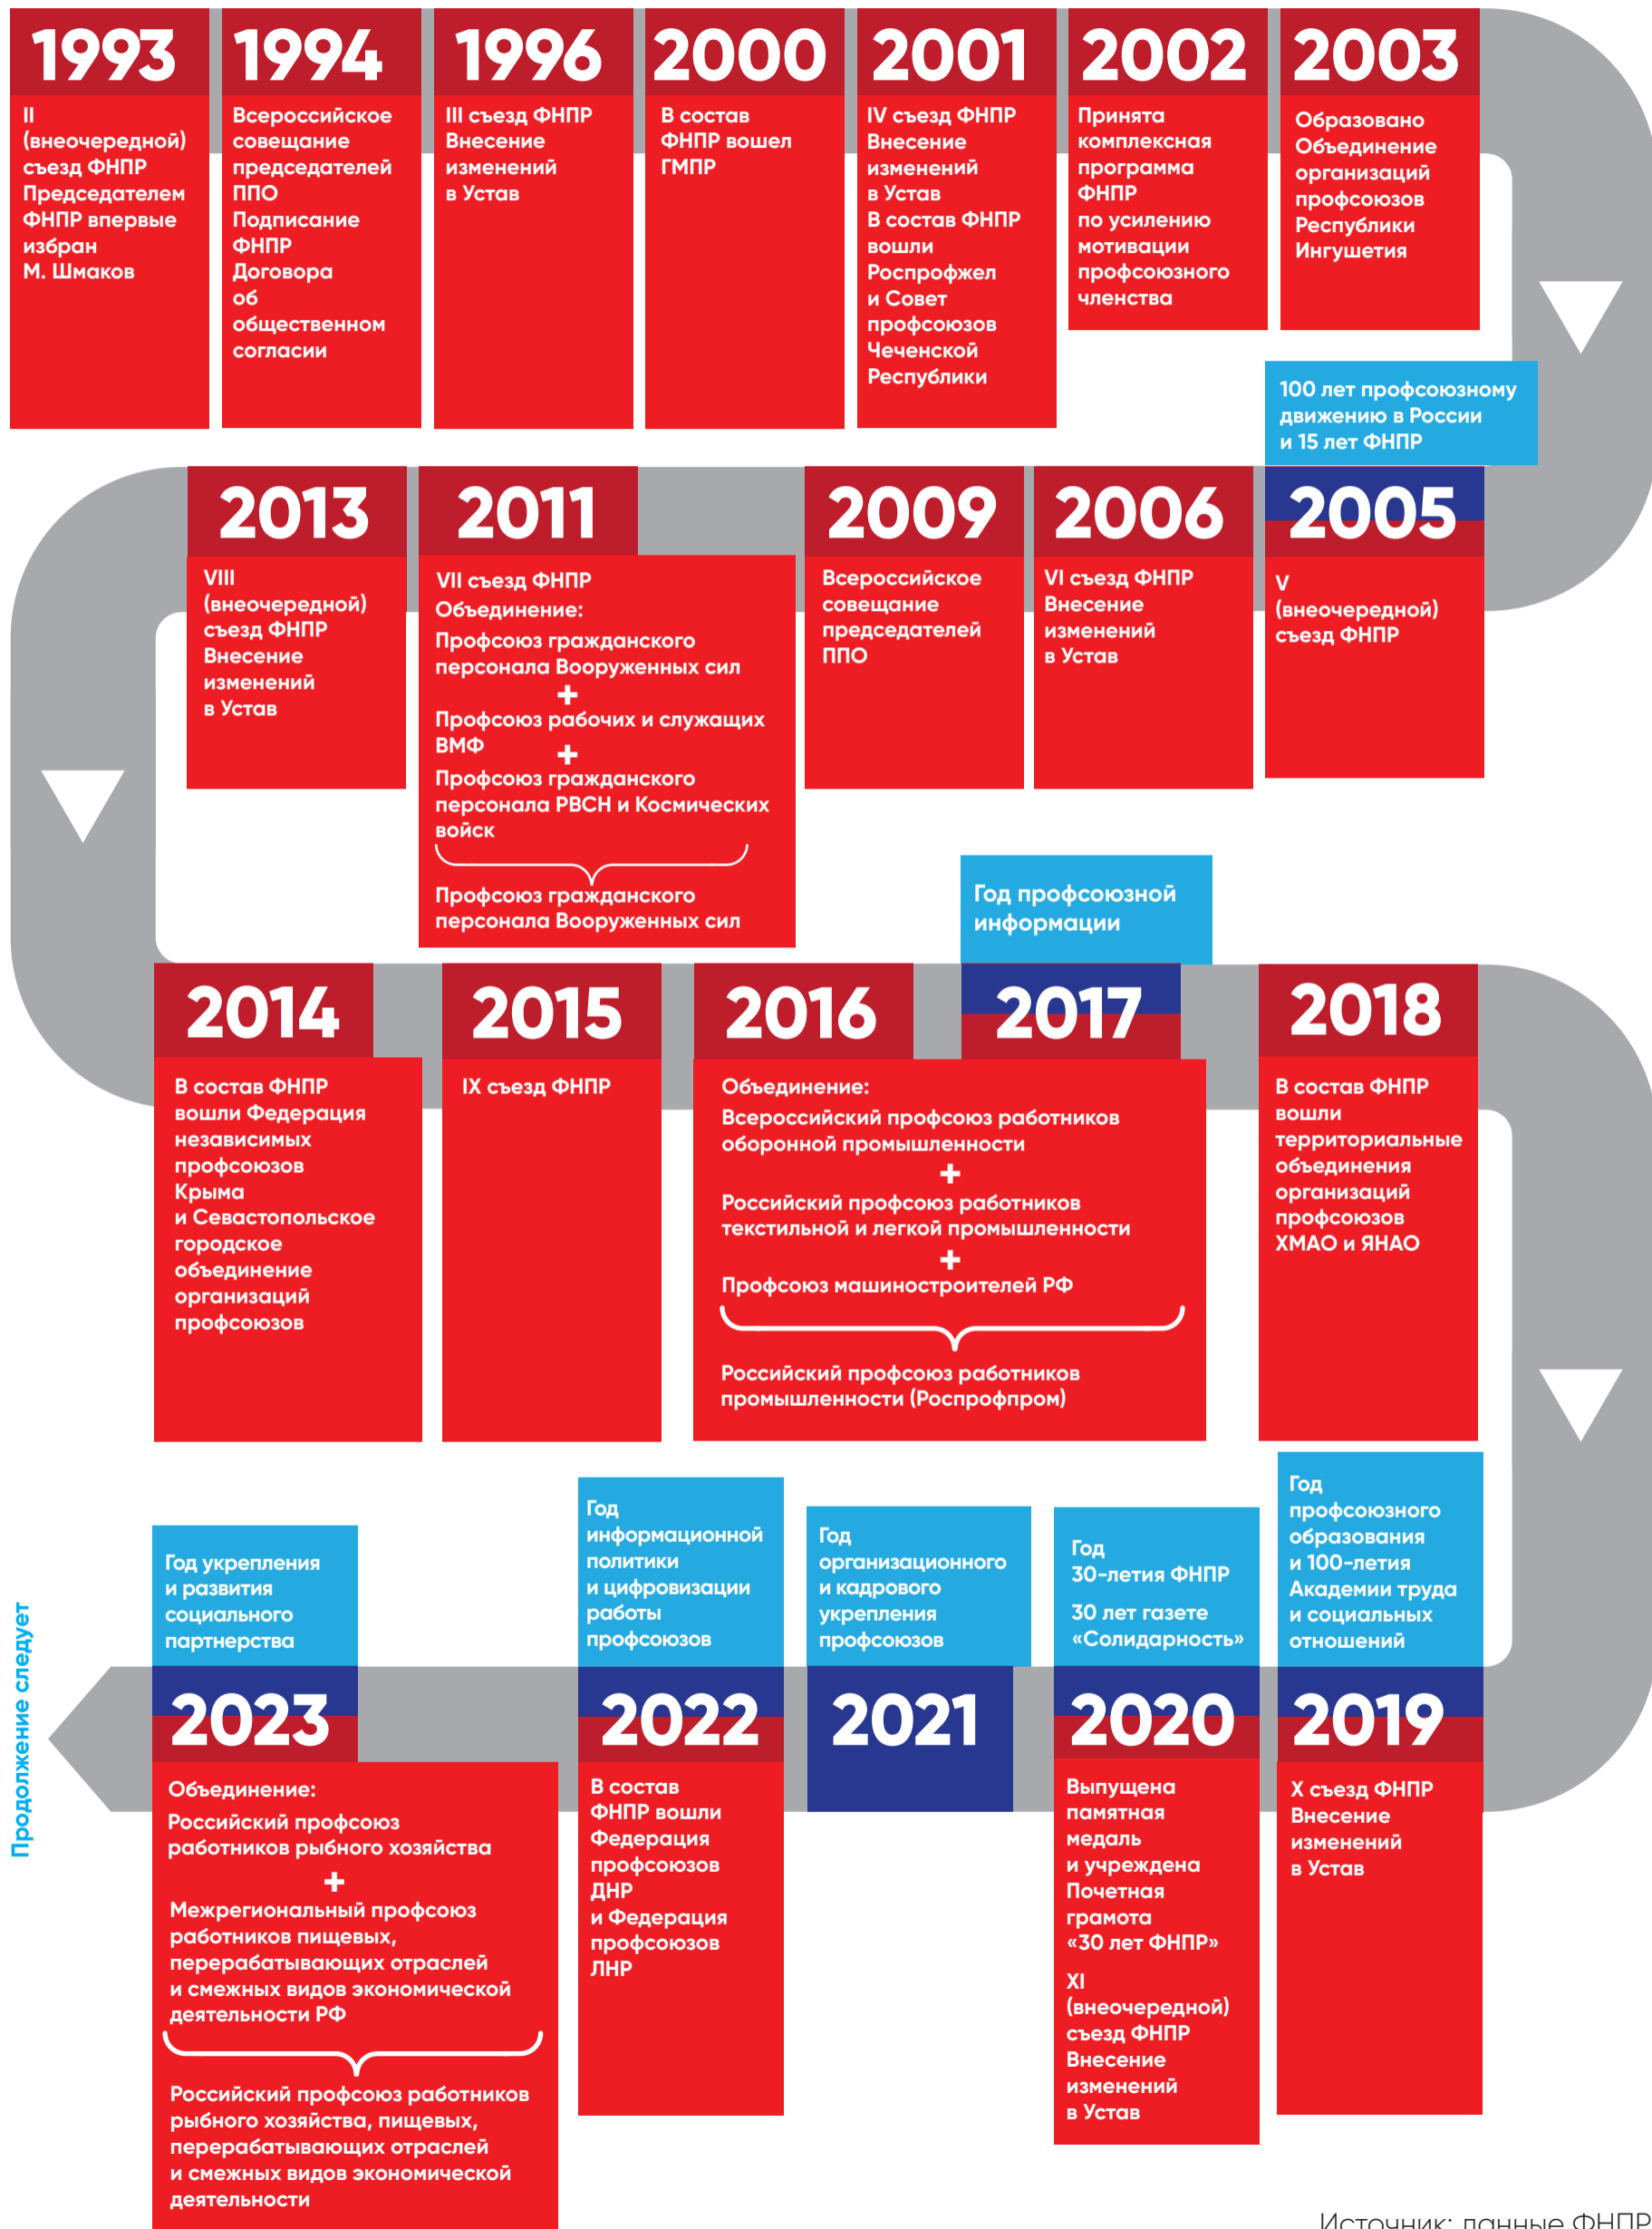 1993
II
(внеочередной)
съезд ФНПР
Председателем
ФНПР впервые
избран
М. Шмаков
1994
Всероссийское
совещание
председателей
ППО
Подписание
ФНПР
Договора
об
общественном
согласии
1996
III съезд ФНПР
Внесение
изменений
в Устав
2000
В состав
ФНПР вошел
ГМПР
2001
IV съезд ФНПР
Внесение
изменений
в Устав
В состав ФНПР
вошли
Роспрофжел
и Совет
профсоюзов
Чеченской
Республики
2002
Принята
комплексная
программа
ФНПР
по усилению
мотивации
профсоюзного
членства
2003
Образовано
Объединение
организаций
профсоюзов
Республики
Ингушетия
100 лет профсоюзному
движению в России
и 15 лет ФНПР
2005
V
(внеочередной)
съезд ФНПР
2006
VI съезд ФНПР
Внесение
изменений
в Устав
2009
Всероссийское
совещание
председателей
ППО
2011
VII съезд ФНПР
Объединение:
Профсоюз гражданского
персонала Вооруженных сил
+
Профсоюз рабочих и служащих
ВМФ
+
Профсоюз гражданского
персонала РВСН и Космических
войск
Профсоюз гражданского
персонала Вооруженных сил
2013
VIII
(внеочередной)
съезд ФНПР
Внесение
изменений
в Устав
2014
В состав ФНПР
вошли Федерация
независимых
профсоюзов
Крыма
и Севастопольское
городское
объединение
организаций
профсоюзов
2015
IX съезд ФНПР
2016
Год профсоюзной
информации
2017
Объединение:
Всероссийский профсоюз работников
оборонной промышленности
+
Российский профсоюз работников
текстильной и легкой промышленности
+
Профсоюз машиностроителей РФ
Российский профсоюз работников
промышленности (Роспрофпром)
2018
В состав ФНПР
вошли
территориальные
объединения
организаций
профсоюзов
ХМАО и ЯНАО
Год
профсоюзного
образования
и 100-летия
Академии труда
и социальных
отношений
2019
X съезд ФНПР
Внесение
изменений
в Устав
Год
30-летия ФНПР
30 лет газете
«Солидарность»
2020
Выпущена
памятная
медаль
и учреждена
Почетная
грамота
«30 лет ФНПР»
XI
(внеочередной)
съезд ФНПР
Внесение
изменений
в Устав
Год
организационного
и кадрового
укрепления
профсоюзов
2021
Год
информационной
политики
и цифровизации
работы
профсоюзов
2022
В состав
ФНПР вошли
Федерация
профсоюзов
ДНР
и Федерация
профсоюзов
ЛНР
Год укрепления
и развития
социального
партнерства
2023
Объединение:
Российский профсоюз
работников рыбного хозяйства
+
Межрегиональный профсоюз
работников пищевых,
перерабатывающих отраслей
и смежных видов экономической
деятельности РФ
Российский профсоюз работников
рыбного хозяйства, пищевых,
перерабатывающих отраслей
и смежных видов экономической
деятельности
Продолжение следует
Источник: данные ФНПР